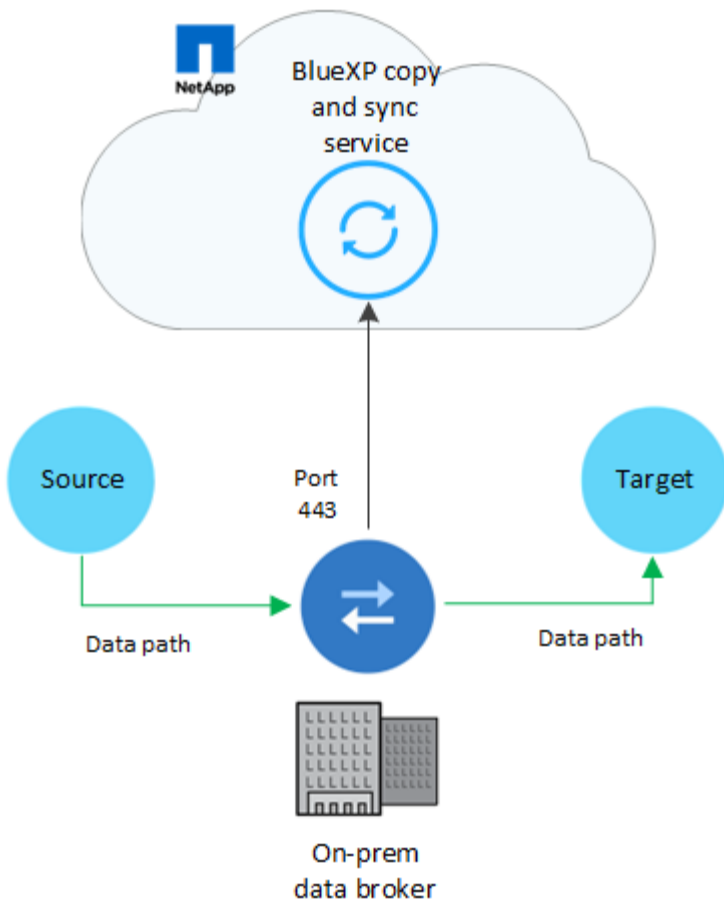 NetApp
BlueXP copy
and sync
service
Source
Target
Port
443
Data path
Data path
On-prem
data broker